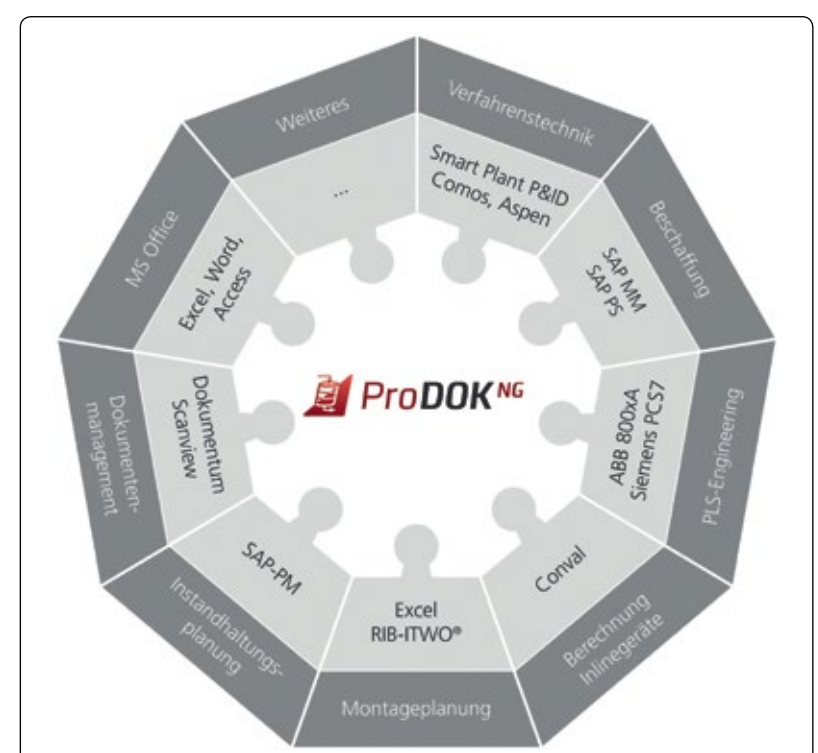 Weiteres
...
Verfahrenstechnik
Smart Plant P&ID
Comos, Aspen
Beschaffung
SAP MM
SAP PS
PLS-Engineering
ABB 800xA
Siemens PCS7
Berechnung
Inlinegeräte
Conval
Montageplanung
Excel
RIB-ITWO®
Instandhaltungs-
planung
SAP-PM
Dokumenten-
management
Dokumentum
Scanview
MS Office
Excel, Word,
Access
ProDOK NG